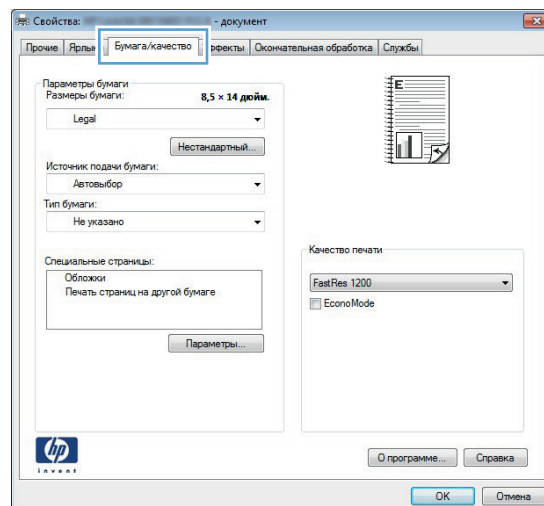 Свойства: - документ
Прочие Ярлык Бумага/качество ффекты Окончательная обработка Службы
Параметры бумаги
Размеры бумаги: 8,5 × 14 дюйм.
Legal
Нестандартный...
Источник подачи бумаги:
Автовыбор
Тип бумаги:
Не указано
Специальные страницы:
Обложки
Печать страниц на другой бумаге
Параметры...
E
Качество печати
FastRes 1200
EconoMode
hp
invent
О программе... Справка
OK Отмена